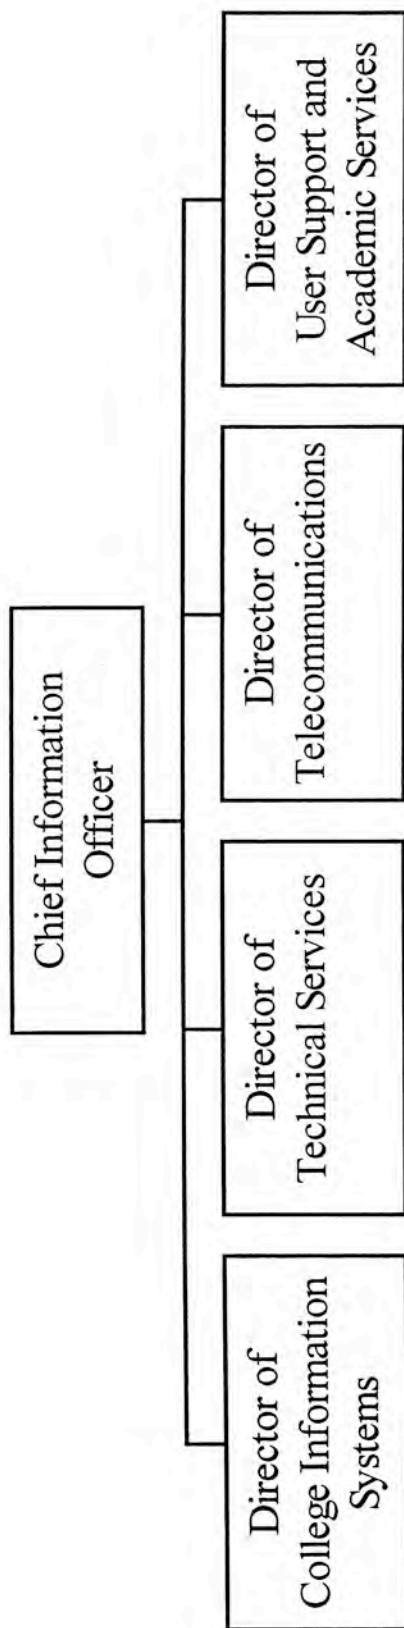 Chief Information
Officer
Director of
College Information
Systems
Director of
Technical Services
Director of
Telecommunications
Director of
User Support and
Academic Services